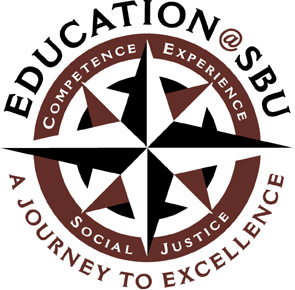 EDUCATION@SBU
COMPETENCE EXPERIENCE
SOCIAL JUSTICE
A JOURNEY TO EXCELLENCE